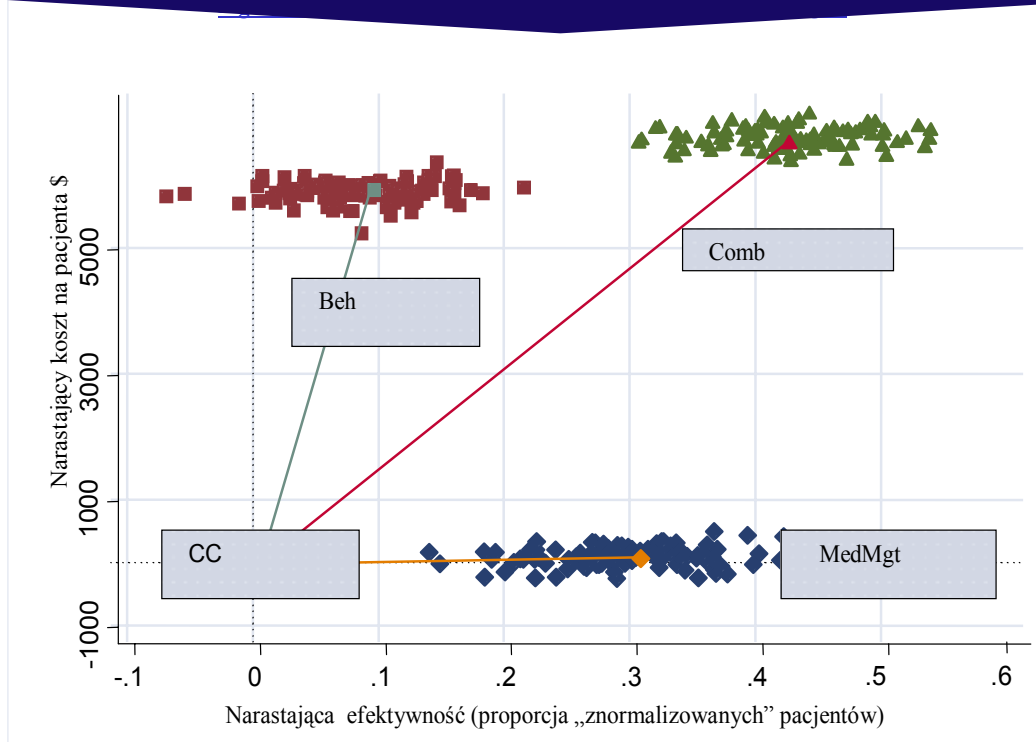 Narastający koszt na pacjenta $
5000
3000
1000
-1000
Comb
Beh
CC
MedMgt
-.1 0 .1 .2 .3 .4 .5 .6
Narastająca efektywność (proporcja „znormalizowanych” pacjentów)